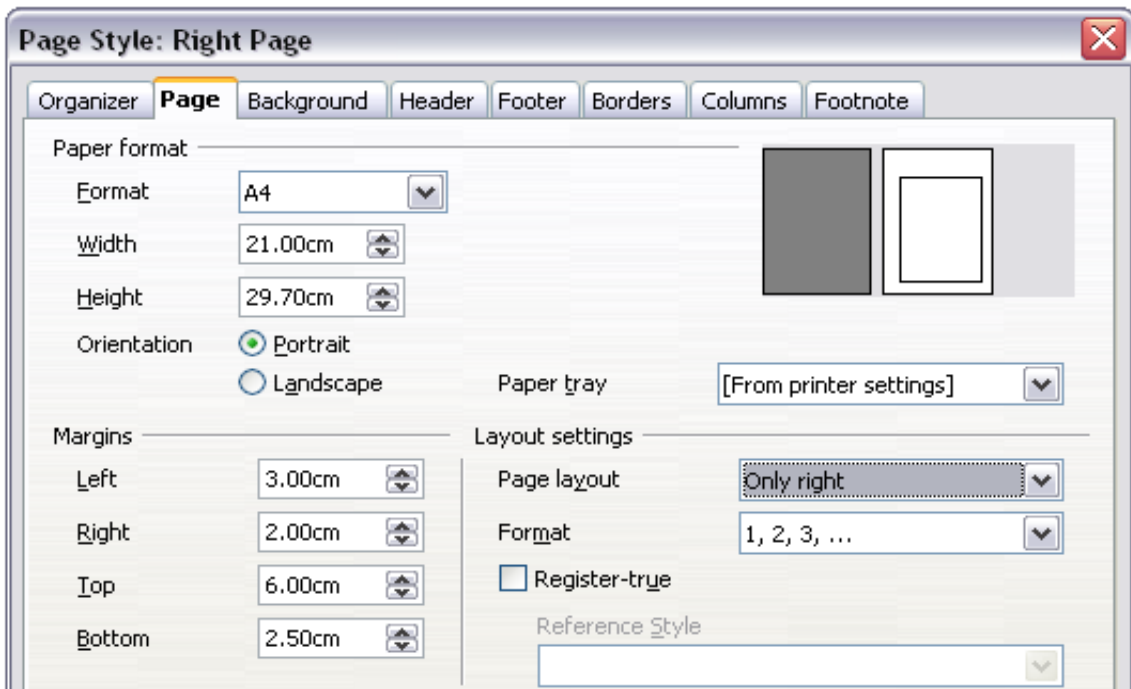 Page Style: Right Page
Organizer Page Background Header Footer Borders Columns Footnote
Paper format
Format A4
Width 21.00cm
Height 29.70cm
Orientation Portrait
Landscape Paper tray [From printer settings]
Margins Layout settings
Left 3.00cm Page layout Only right
Right 2.00cm Format 1, 2, 3, ...
Top 6.00cm Register-true
Bottom 2.50cm Reference Style